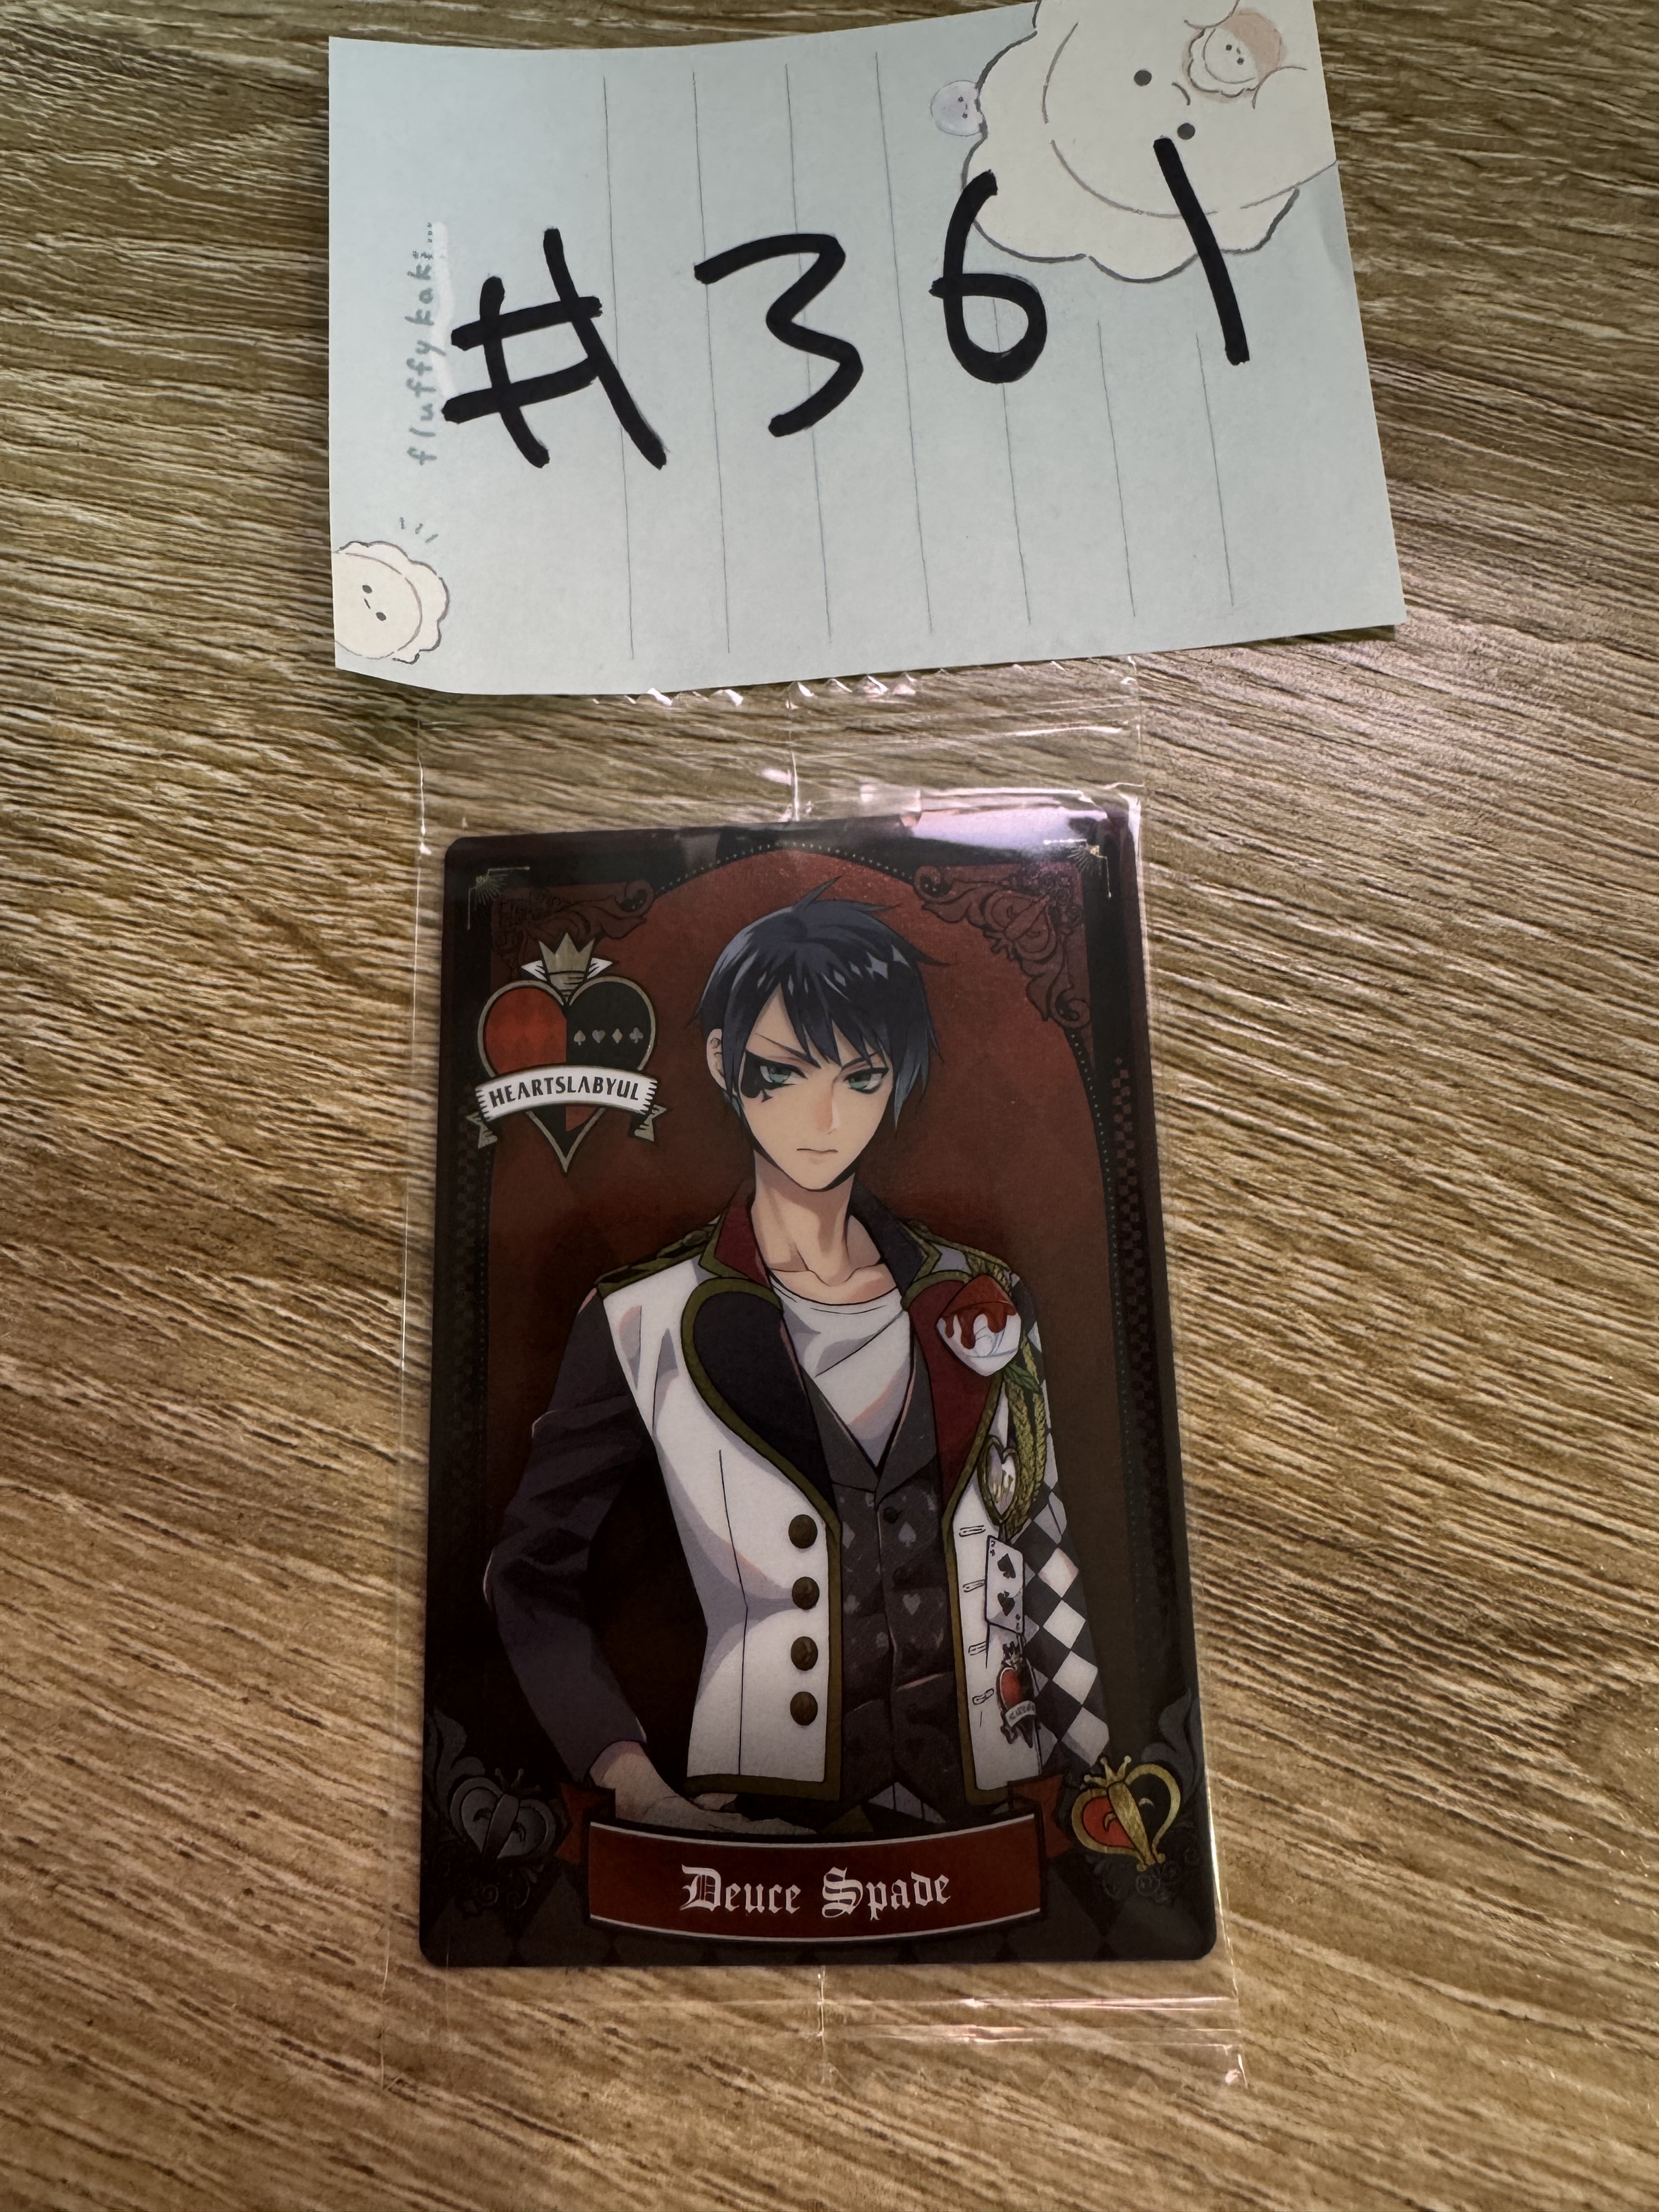 #361
fluffy kaki...
HEARTSLABYUL
Deuce Spade